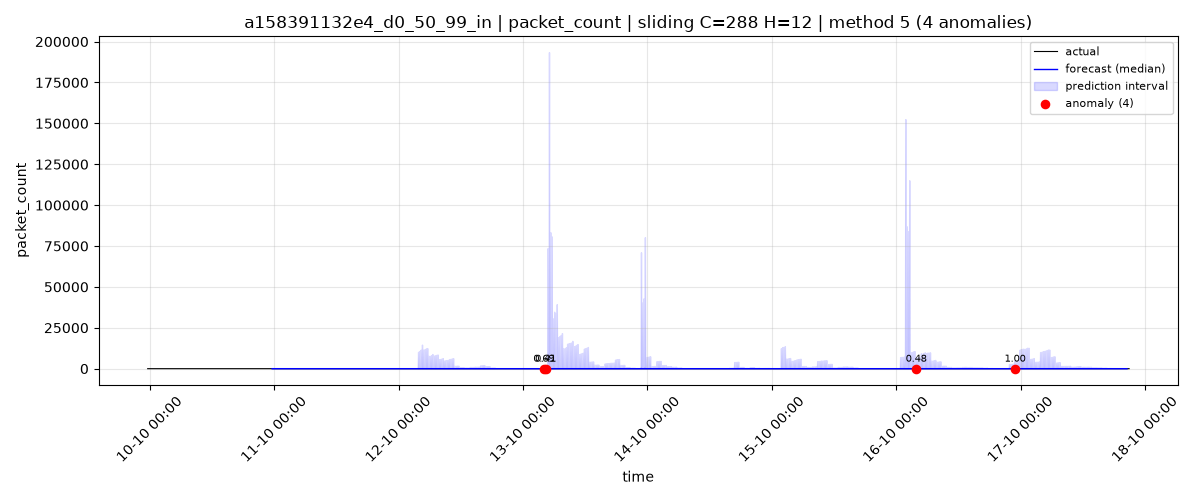 a158391132e4_d0_50_99_in | packet_count | sliding C=288 H=12 | method 5 (4 anomalies)
200000
175000
150000
125000
100000
75000
50000
25000
0
packet_count
actual
forecast (median)
prediction interval
anomaly (4)
0.48
1.00
10-10 00:00
11-10 00:00
12-10 00:00
13-10 00:00
14-10 00:00
15-10 00:00
16-10 00:00
17-10 00:00
18-10 00:00
time